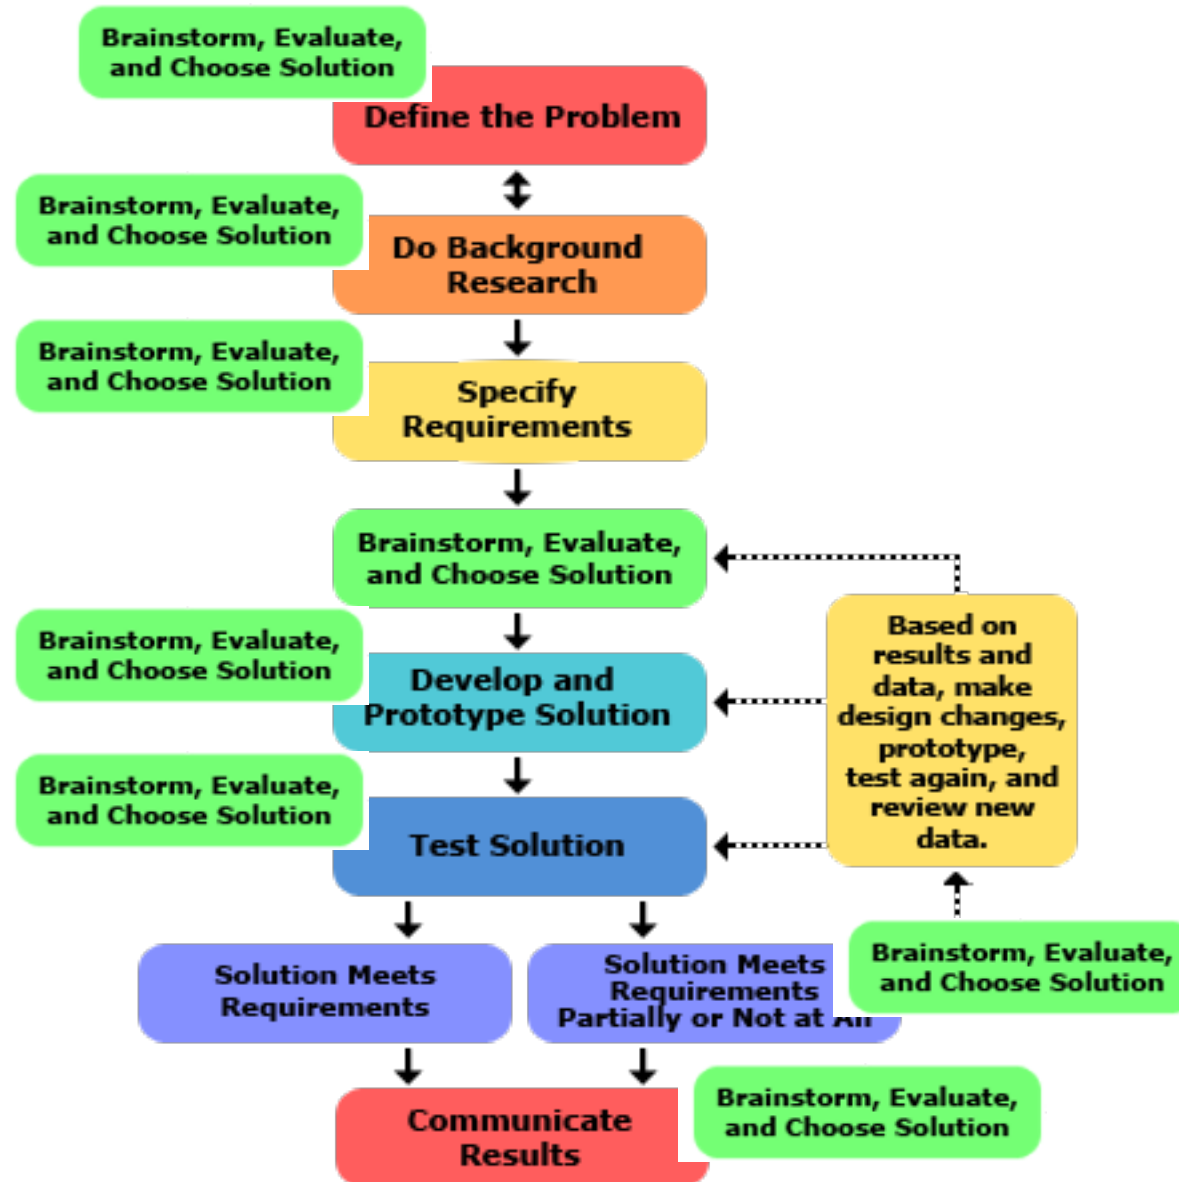 Brainstorm, Evaluate,
and Choose Solution
Define the Problem
Brainstorm, Evaluate,
and Choose Solution
Do Background
Research
Brainstorm, Evaluate,
and Choose Solution
Specify
Requirements
Brainstorm, Evaluate,
and Choose Solution
Based on
results and
data, make
design changes,
prototype,
test again, and
review new
data.
Brainstorm, Evaluate,
and Choose Solution
Develop and
Prototype Solution
Brainstorm, Evaluate,
and Choose Solution
Test Solution
Solution Meets
Requirements
Solution Meets
Requirements
Partially or Not at All
Brainstorm, Evaluate,
and Choose Solution
Brainstorm, Evaluate,
and Choose Solution
Communicate
Results